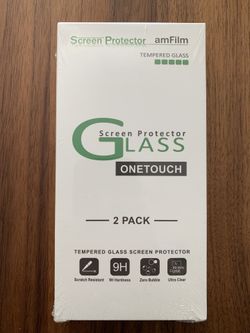 Screen Protector amFilm
TEMPERED GLASS
Screen Protector
GLASS
ONETOUCH
2 PACK
TEMPERED GLASS SCREEN PROTECTOR
9H
Scratch Resistant 9H Hardness Zero Bubble Ultra Clear